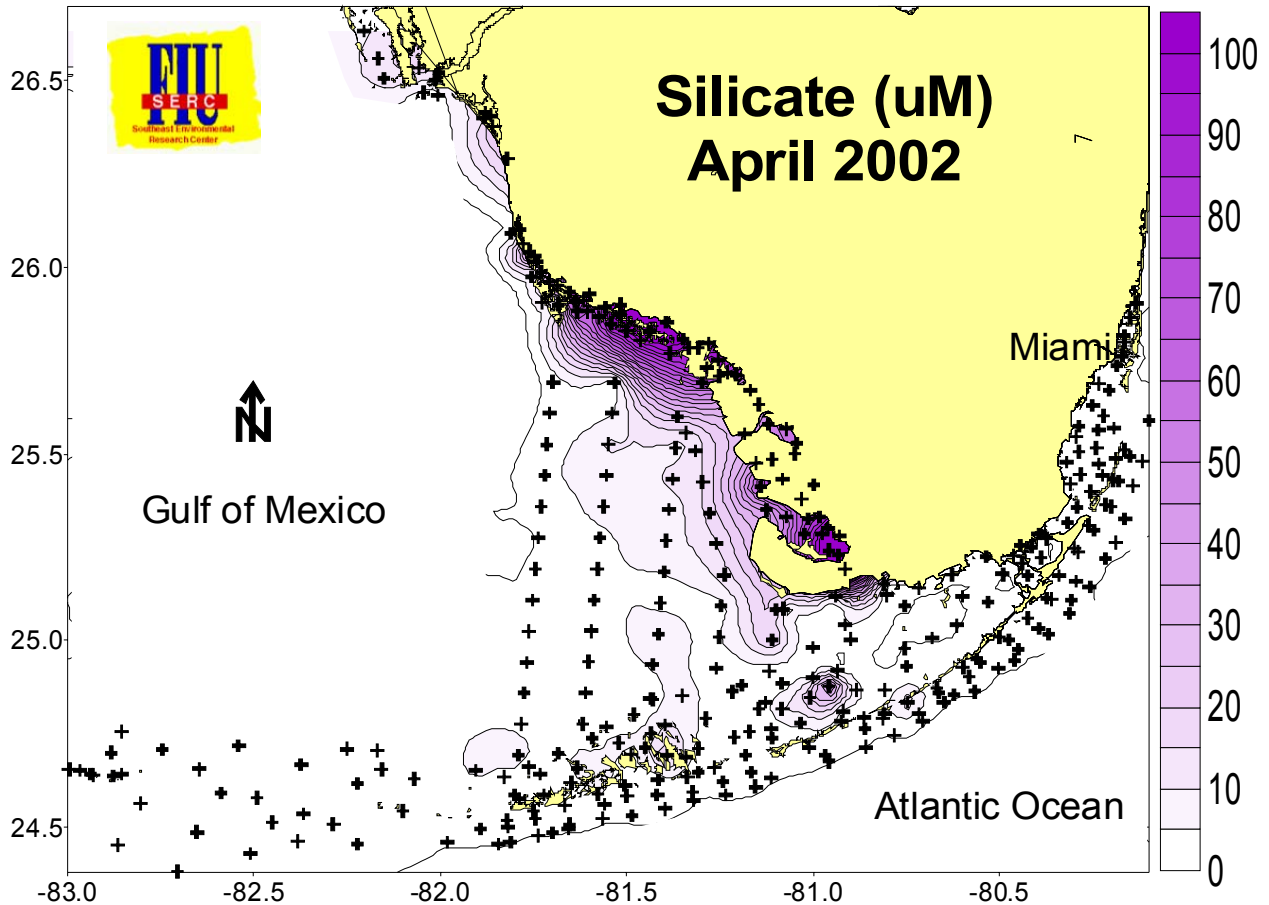 FIU
SERC
Southeast Environmental
Research Center
Silicate (uM)
April 2002
Miami
N
Gulf of Mexico
Atlantic Ocean
26.5
26.0
25.5
25.0
24.5
-83.0
-82.5
-82.0
-81.5
-81.0
-80.5
100
90
80
70
60
50
40
30
20
10
0